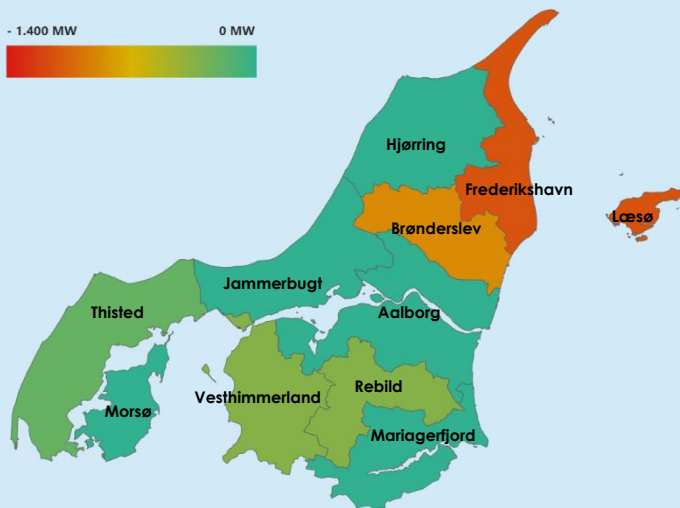 - 1.400 MW 0 MW
Hjørring
Frederikshavn
Læsø
Brønderslev
Jammerbugt
Thisted
Aalborg
Rebild
Vesthimmerland
Morsø
Mariagerfjord